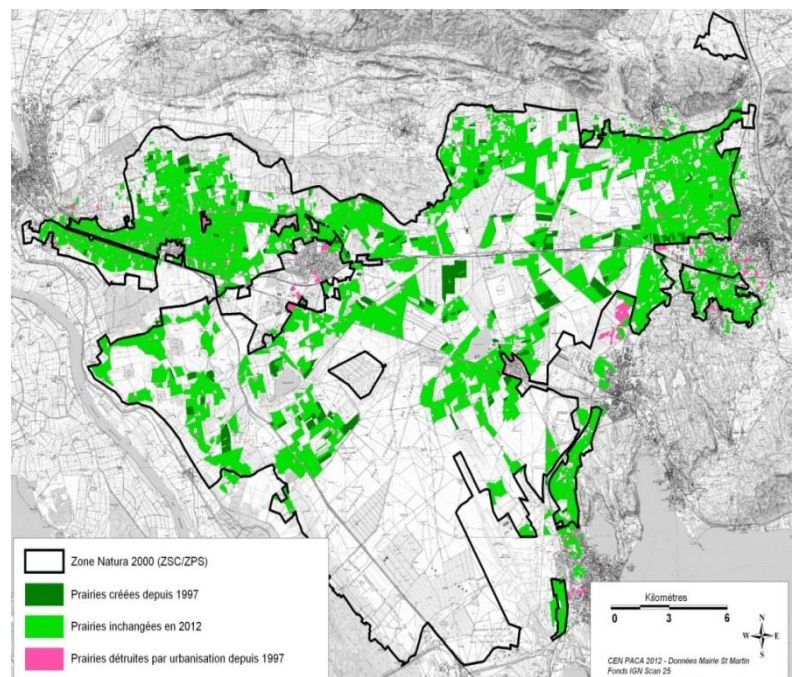 Zone Natura 2000 (ZSC/ZPS)
Prairies créées depuis 1997
Prairies inchangées en 2012
Prairies détruites par urbanisation depuis 1997
Kilomètres
0 3 6
N
W E
S
CEN PACA 2012 - Données Mairie St Martin
Fonds IGN Scan 25